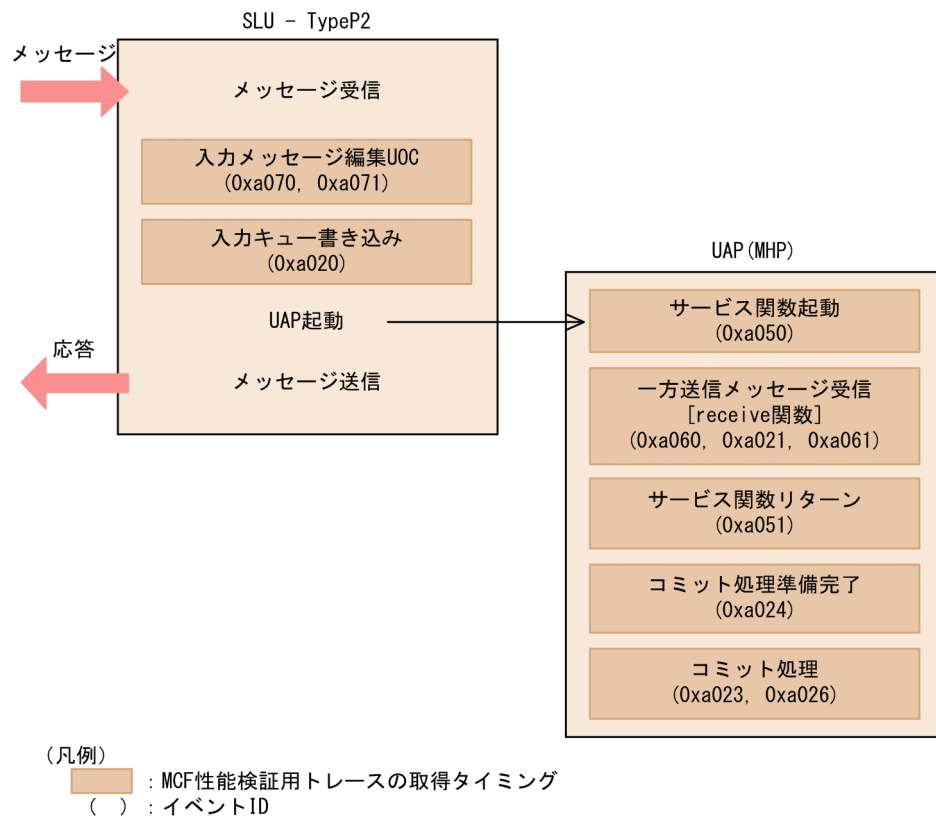 SLU − TypeP2
メッセージ
メッセージ受信
入力メッセージ編集UOC
(0xa070, 0xa071)
入力キュー書き込み
(0xa020)
UAP起動
応答
メッセージ送信
UAP(MHP)
サービス関数起動
(0xa050)
一方送信メッセージ受信
[receive関数]
(0xa060, 0xa021, 0xa061)
サービス関数リターン
(0xa051)
コミット処理準備完了
(0xa024)
コミット処理
(0xa023, 0xa026)
（凡例）
：MCF性能検証用トレースの取得タイミング
（　）：イベントID